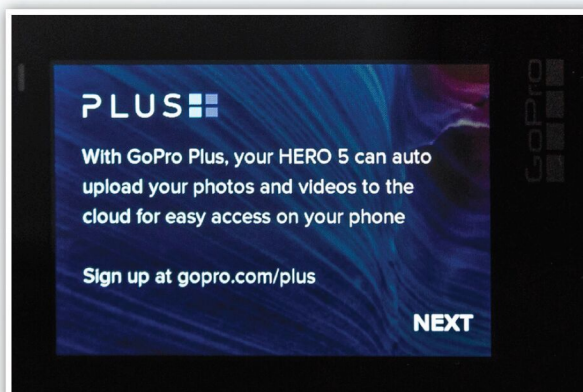 PLUS
With GoPro Plus, your HERO 5 can auto
upload your photos and videos to the
cloud for easy access on your phone
Sign up at gopro.com/plus
NEXT
GoPro